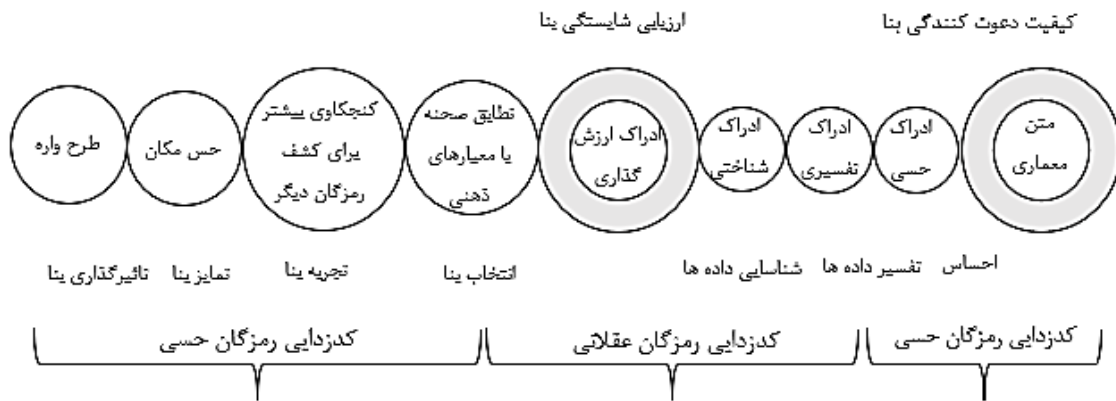 کیفیت دعوت کنندگی بنا
ارزیابی شایستگی بنا
متن
معماری
ادراک
حسی
ادراک
تفسیری
ادراک
شناختی
ادراک ارزش
گذاری
تطابق صحنه
با معیارهای
ذهنی
کنجکاوی بیشتر
برای کشف
رمزگان دیگر
حس مکان
طرح واره
احساس
تفسیر داده ها
شناسایی داده ها
انتخاب بنا
تجربه بنا
تمایز بنا
تاثیرگذاری بنا
کدزدایی رمزگان حسی
کدزدایی رمزگان عقلانی
کدزدایی رمزگان حسی